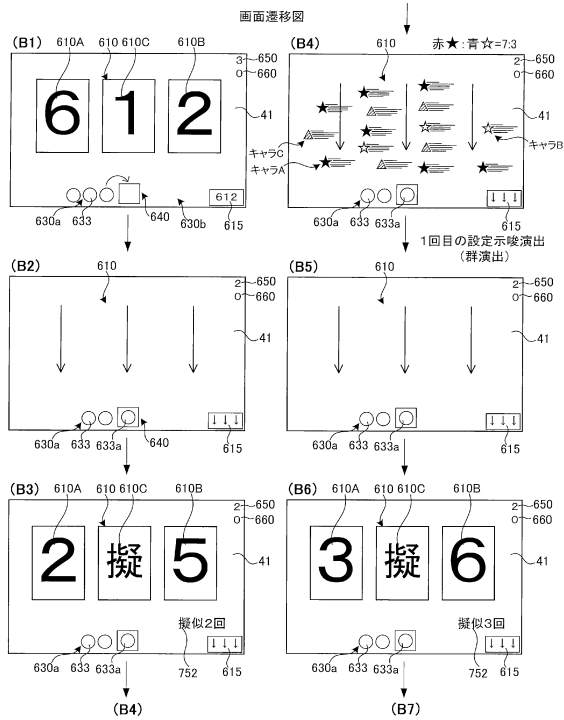 画面遷移図
(B1)
610A
610
610C
610B
3
650
0
660
6
1
2
41
612
630a
633
640
630b
615
(B2)
610
2
650
0
660
41
↓↓↓
630a
633
633a
640
615
(B3)
610A
610
610C
610B
2
650
0
660
2
擬
5
41
擬似2回
↓↓↓
630a
633
633a
752
615
(B4)
(B4)
610
赤★:青☆=7:3
2
650
0
660
41
キャラC
キャラB
キャラA
↓↓↓
630a
633
633a
615
1回目の設定示唆演出
(群演出)
(B5)
610
2
650
0
660
41
↓↓↓
630a
633
633a
615
(B6)
610A
610
610C
610B
2
650
0
660
3
擬
6
41
擬似3回
↓↓↓
630a
633
633a
752
615
(B7)